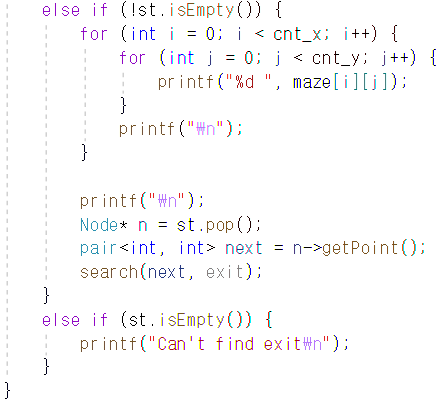 else if (!st.isEmpty()) {
for (int i = 0; i < cnt_x; i++) {
for (int j = 0; j < cnt_y; j++) {
printf("%d ", maze[i][j]);
}
printf("₩n");
}
printf("₩n");
Node* n = st.pop();
pair<int, int> next = n->getPoint();
search(next, exit);
}
else if (st.isEmpty()) {
printf("Can't find exit₩n");
}
}